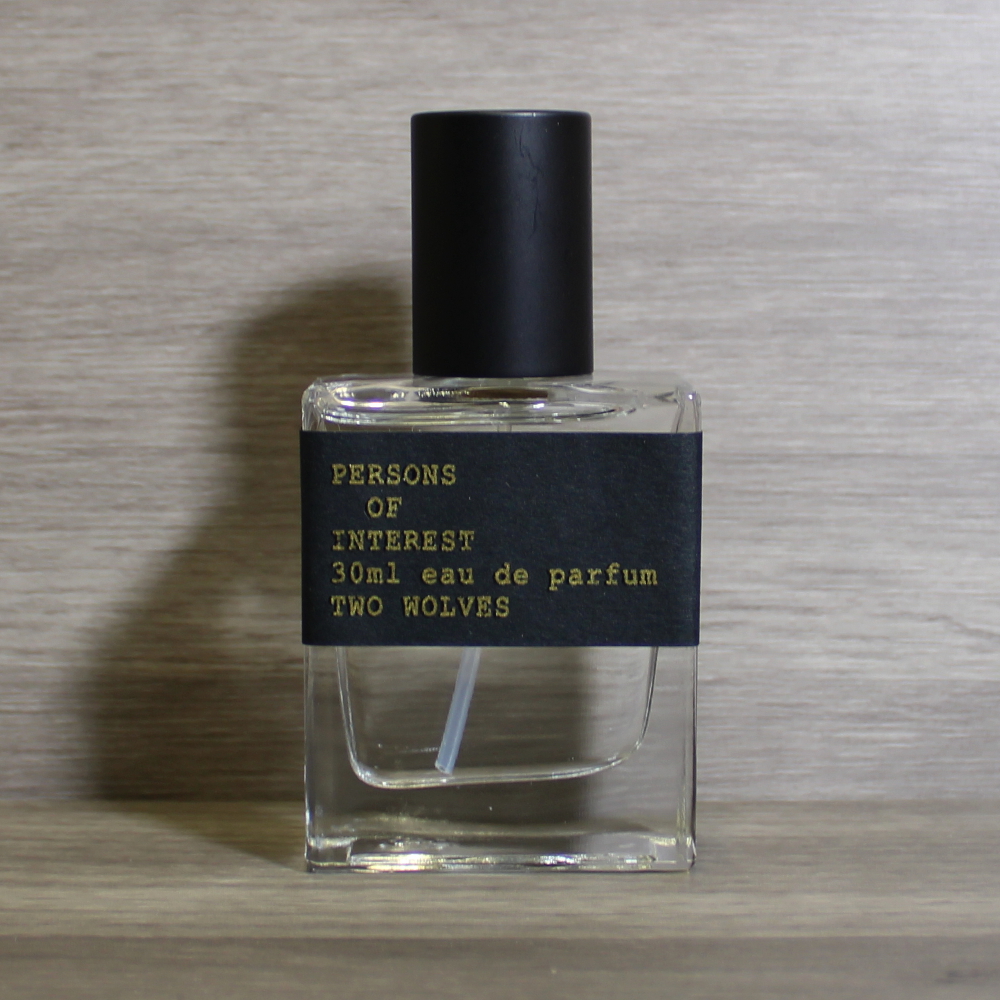 PERSONS
OF
INTEREST
30ml eau de parfum
TWO WOLVES